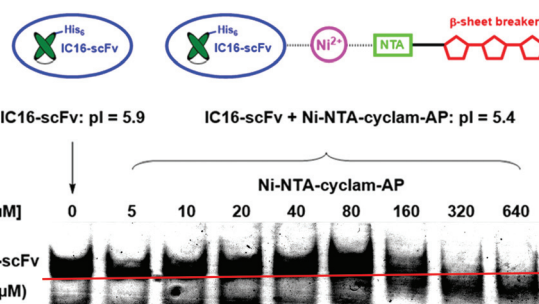 His6 IC16-scFv
His6 IC16-scFv Ni2+ NTA β-sheet breaker
IC16-scFv: pI = 5.9 IC16-scFv + Ni-NTA-cyclam-AP: pI = 5.4
Ni-NTA-cyclam-AP
µM] 0 5 10 20 40 80 160 320 640
-scFv
µM)